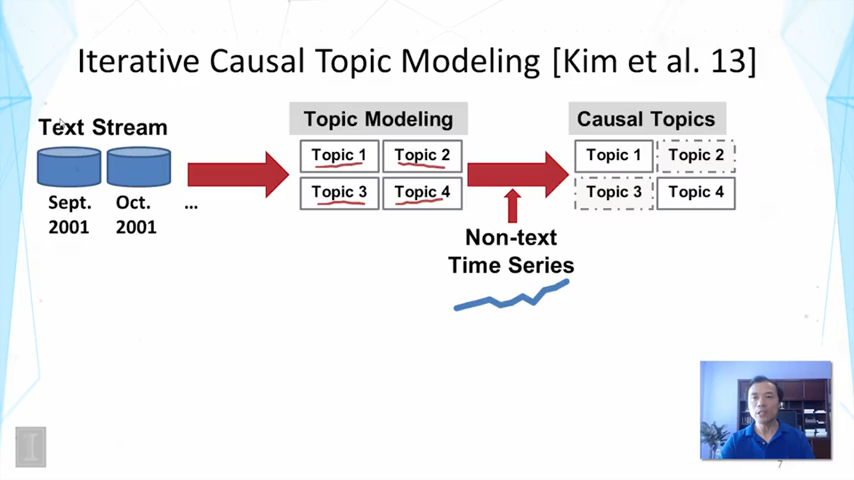 Iterative Causal Topic Modeling [Kim et al. 13]
Text Stream
Sept.
2001
Oct.
2001
...
Topic Modeling
Topic 1
Topic 2
Topic 3
Topic 4
Non-text
Time Series
Causal Topics
Topic 1
Topic 2
Topic 3
Topic 4
I
7